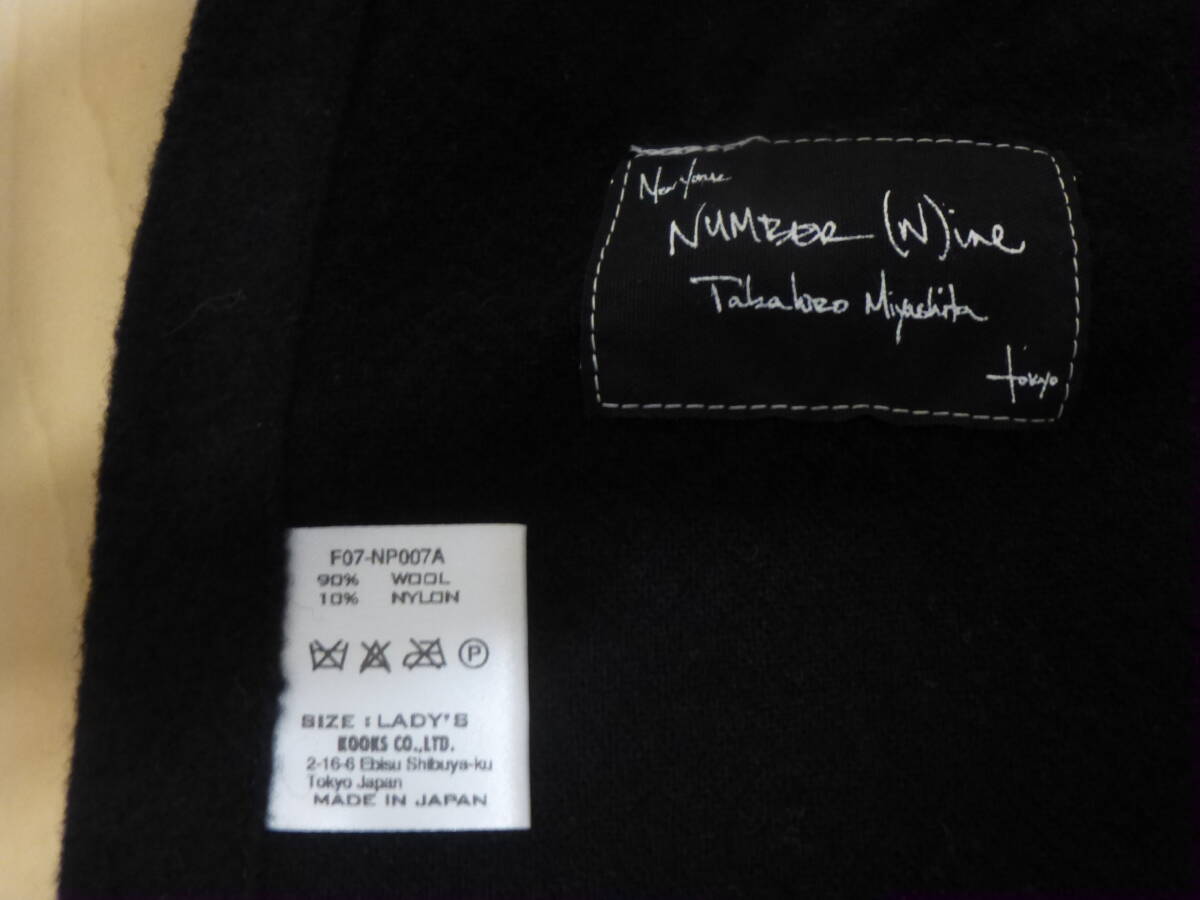 New York
NUMBER (N)ine
Takahiro Miyashita
tokyo
F07-NP007A
90% WOOL
10% NYLON
P
SIZE : LADY'S
KOOKS CO.,LTD.
2-16-6 Ebisu Shibuya-ku
Tokyo Japan
MADE IN JAPAN